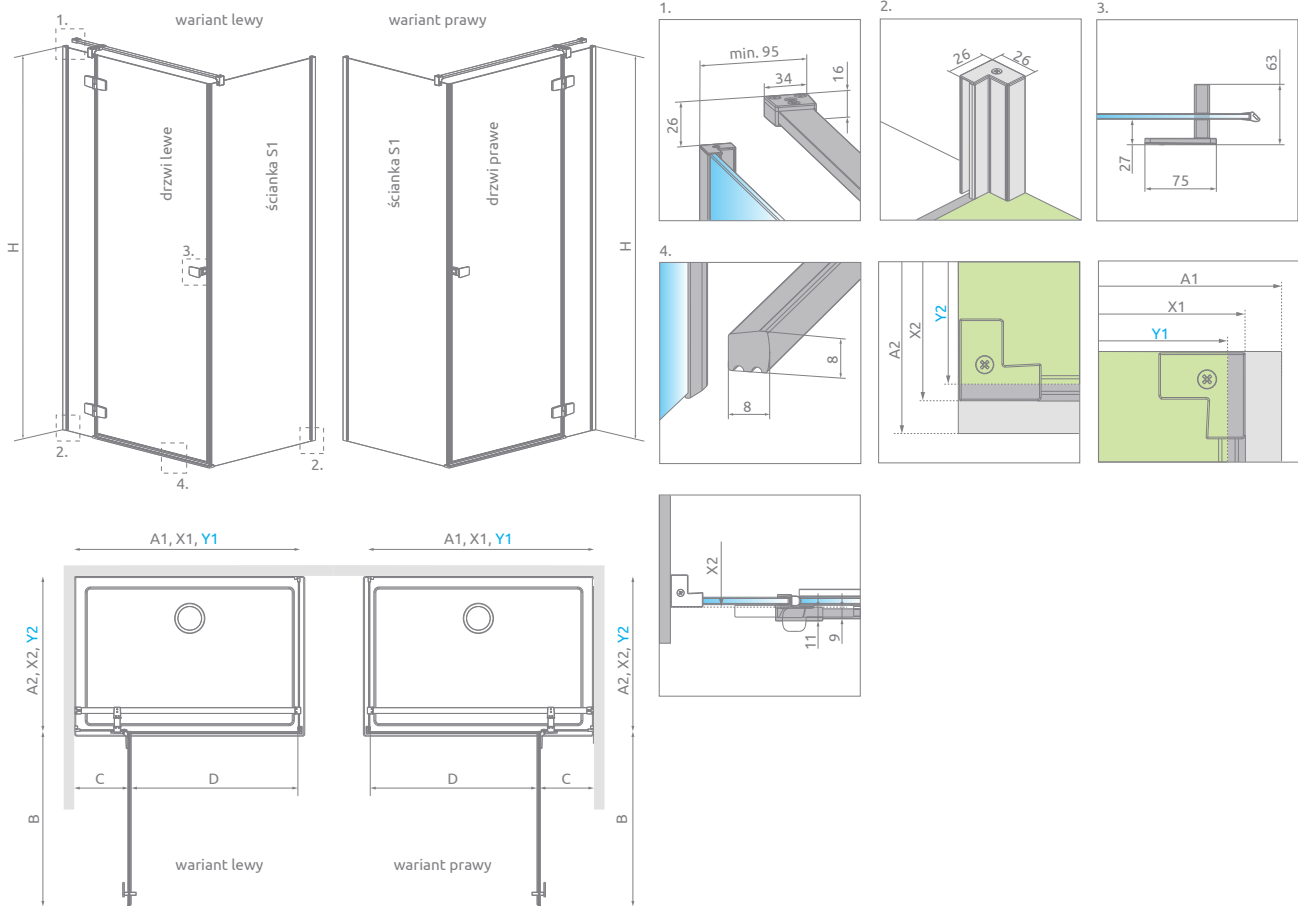 1.
wariant lewy
wariant prawy
H
drzwi lewe
ścianka S1
3.
2.
4.
2.
ścianka S1
drzwi prawe
H
1.
min. 95
34
16
26
2.
26
26
3.
63
27
75
4.
8
8
A2
X2
Y2
A1
X1
Y1
X2
11
9
A1, X1, Y1
A2, X2, Y2
C
D
B
wariant lewy
A1, X1, Y1
A2, X2, Y2
D
C
B
wariant prawy